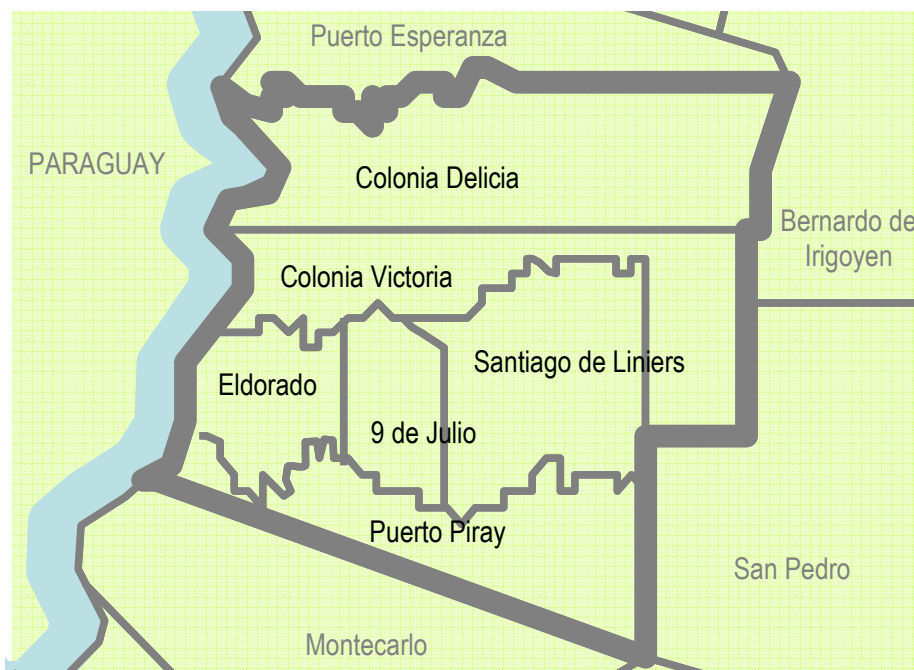 Puerto Esperanza
PARAGUAY
Colonia Delicia
Bernardo de
Irigoyen
Colonia Victoria
Santiago de Liniers
Eldorado
9 de Julio
Puerto Piray
San Pedro
Montecarlo